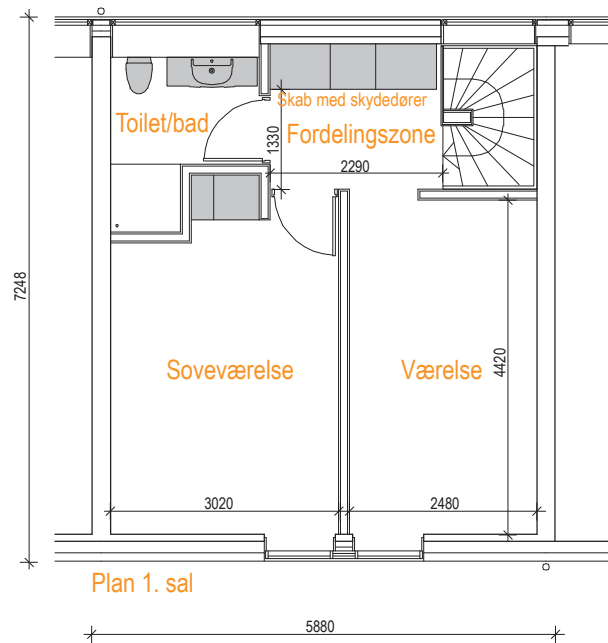 Skab med skydedører
Toilet/bad
Fordelingszone
1330
2290
7248
Soveværelse
Værelse
4420
3020
2480
Plan 1. sal
5880